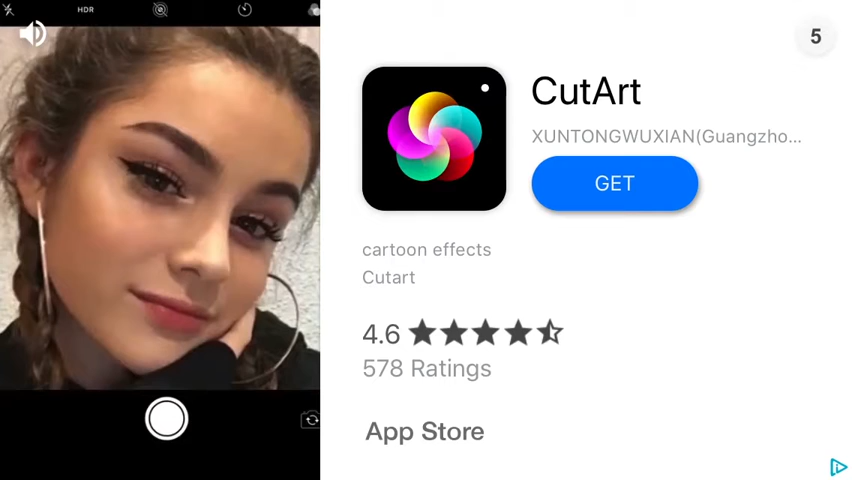 HDR
5
CutArt
XUNTONGWUXIAN(Guangzho...
GET
cartoon effects
Cutart
4.6
578 Ratings
App Store